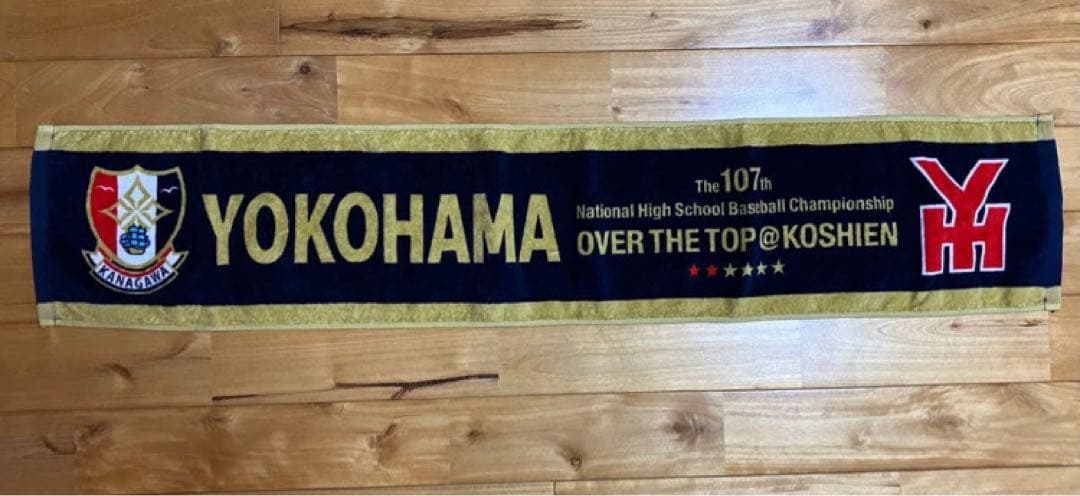 KANAGAWA
YOKOHAMA
The 107th
National High School Baseball Championship
OVER THE TOP@KOSHIEN
★★★★★★
YH